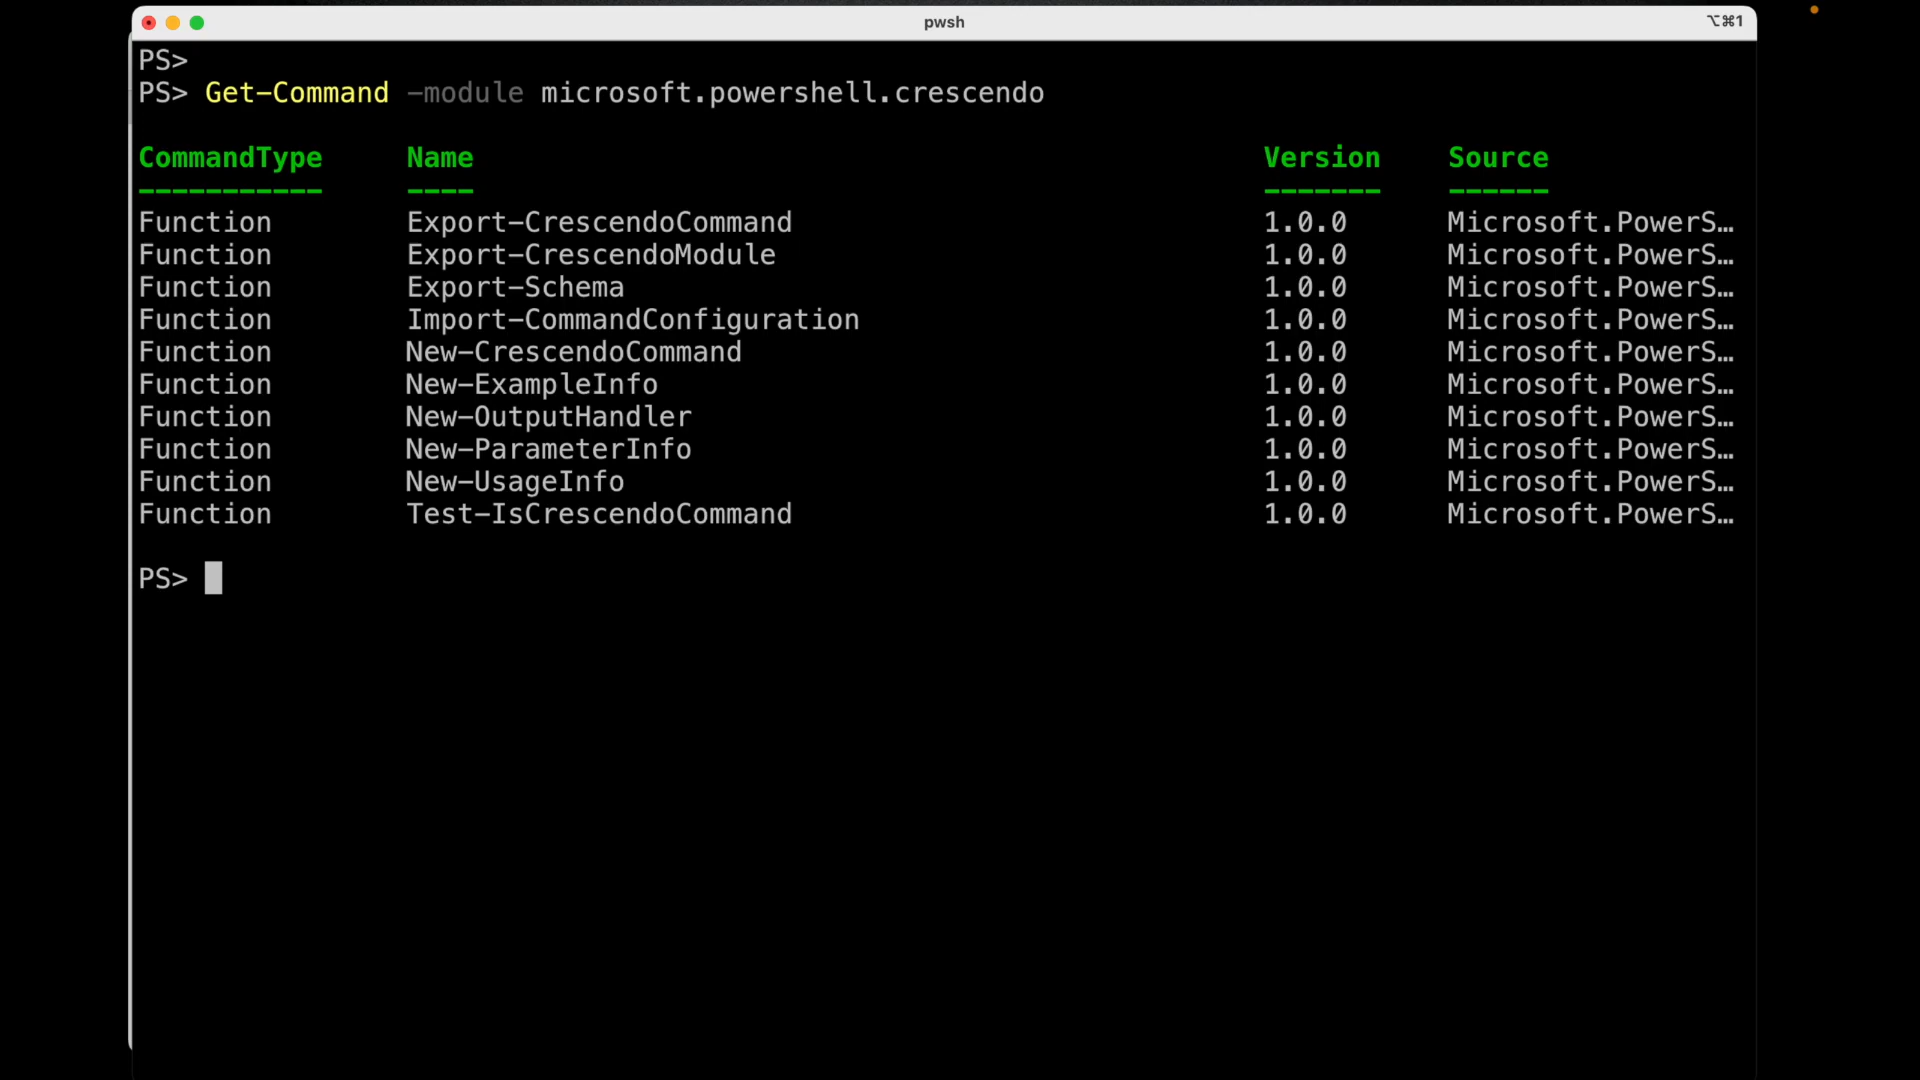 pwsh
⌥⌘1
PS>
PS> Get-Command -module microsoft.powershell.crescendo
CommandType Name Version Source
----------- ---- ------- ------
Function Export-CrescendoCommand 1.0.0 Microsoft.PowerS…
Function Export-CrescendoModule 1.0.0 Microsoft.PowerS…
Function Export-Schema 1.0.0 Microsoft.PowerS…
Function Import-CommandConfiguration 1.0.0 Microsoft.PowerS…
Function New-CrescendoCommand 1.0.0 Microsoft.PowerS…
Function New-ExampleInfo 1.0.0 Microsoft.PowerS…
Function New-OutputHandler 1.0.0 Microsoft.PowerS…
Function New-ParameterInfo 1.0.0 Microsoft.PowerS…
Function New-UsageInfo 1.0.0 Microsoft.PowerS…
Function Test-IsCrescendoCommand 1.0.0 Microsoft.PowerS…
PS>